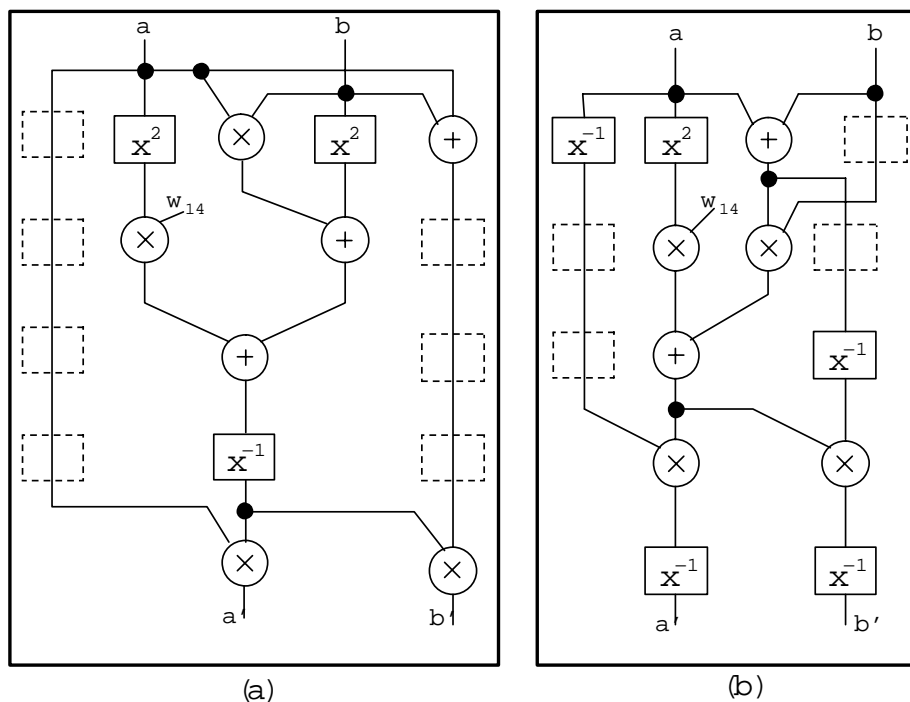 a b
x² × x² +
w₁₄
× +
+
x⁻¹
× ×
a' b'
(a)
a b
x⁻¹ x² +
w₁₄
× ×
+ x⁻¹
× ×
x⁻¹ x⁻¹
a' b'
(b)